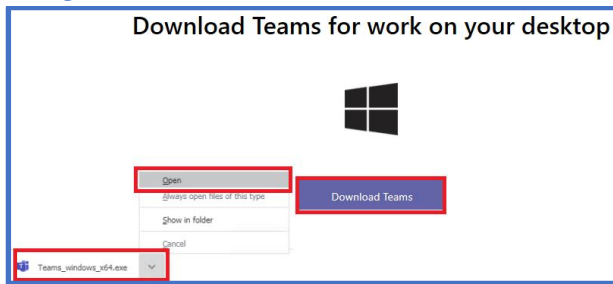 Download Teams for work on your desktop
Open
Always open files of this type
Download Teams
Show in folder
Cancel
Teams_windows_x64.exe